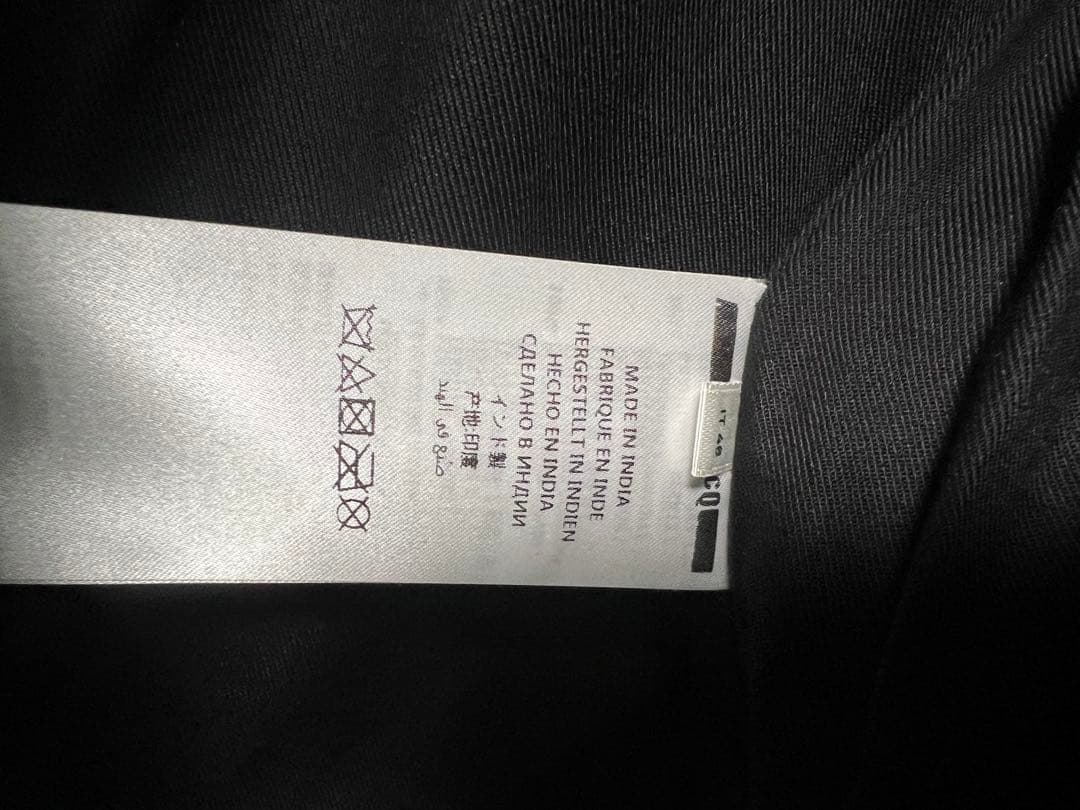 CQ
MADE IN INDIA
FABRIQUE EN INDE
HERGESTELLT IN INDIEN
HECHO EN INDIA
СДЕЛАНО В ИНДИИ
インド製
产地:印度
صنع في الهند